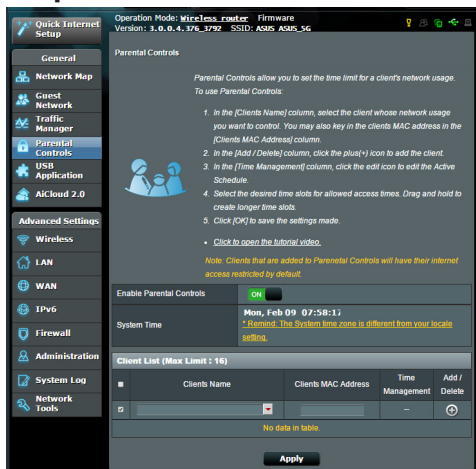 Quick Internet
Setup
Operation Mode: Wireless router Firmware
Version: 3.0.0.4.376_3792 SSID: ASUS ASUS_5G
General
Network Map
Guest
Network
Traffic
Manager
Parental
Controls
USB
Application
AiCloud 2.0
Advanced Settings
Wireless
LAN
WAN
IPv6
Firewall
Administration
System Log
Network
Tools
Parental Controls
Parental Controls allow you to set the time limit for a client's network usage.
To use Parental Controls:
1. In the [Clients Name] column, select the client whose network usage
you want to control. You may also key in the clients MAC address in the
[Clients MAC Address] column.
2. In the [Add / Delete] column, click the plus(+) icon to add the client.
3. In the [Time Management] column, click the edit icon to edit the Active
Schedule.
4. Select the desired time slots for allowed access times. Drag and hold to
create longer time slots.
5. Click [OK] to save the settings made.
• Click to open the tutorial video.
Note: Clients that are added to Parenetal Controls will have their internet
access restricted by default.
Enable Parental Controls ON
System Time Mon, Feb 09 07:58:17
* Remind: The System time zone is different from your locale
setting.
Client List (Max Limit : 16)
Clients Name Clients MAC Address Time
Management Add /
Delete
--
No data in table.
Apply